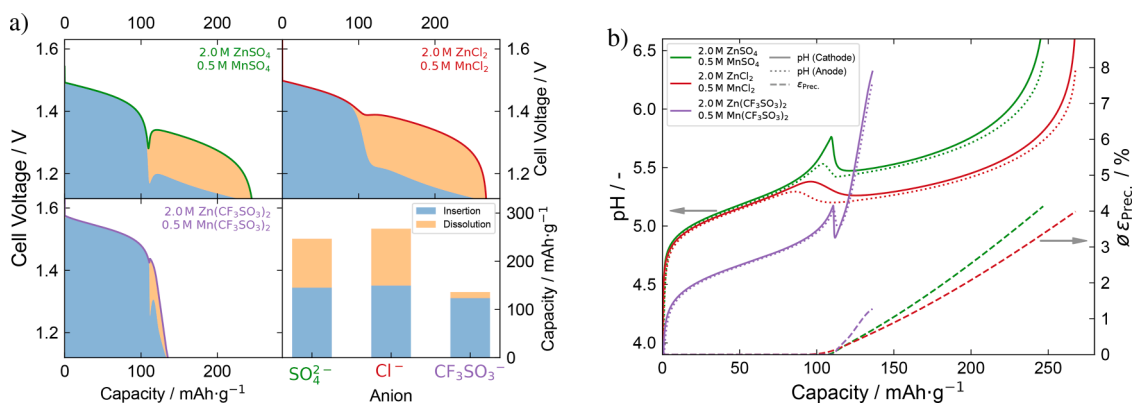 a)
0 100 200
0 100 200
1.6
1.4
1.2
2.0 M ZnSO₄
0.5 M MnSO₄
2.0 M ZnCl₂
0.5 M MnCl₂
1.6
1.4
1.2
Cell Voltage / V
Cell Voltage / V
1.6
1.4
1.2
2.0 M Zn(CF₃SO₃)₂
0.5 M Mn(CF₃SO₃)₂
Insertion
Dissolution
300
200
100
0
Capacity / mAh·g⁻¹
0 100 200
Capacity / mAh·g⁻¹
SO₄²⁻ Cl⁻ CF₃SO₃⁻
Anion
b)
6.5
6.0
5.5
5.0
4.5
4.0
pH / -
2.0 M ZnSO₄
0.5 M MnSO₄
2.0 M ZnCl₂
0.5 M MnCl₂
2.0 M Zn(CF₃SO₃)₂
0.5 M Mn(CF₃SO₃)₂
pH (Cathode)
pH (Anode)
εPrec.
8
7
6
5
4
3
2
1
0
Ø εPrec. / %
0 50 100 150 200 250
Capacity / mAh·g⁻¹